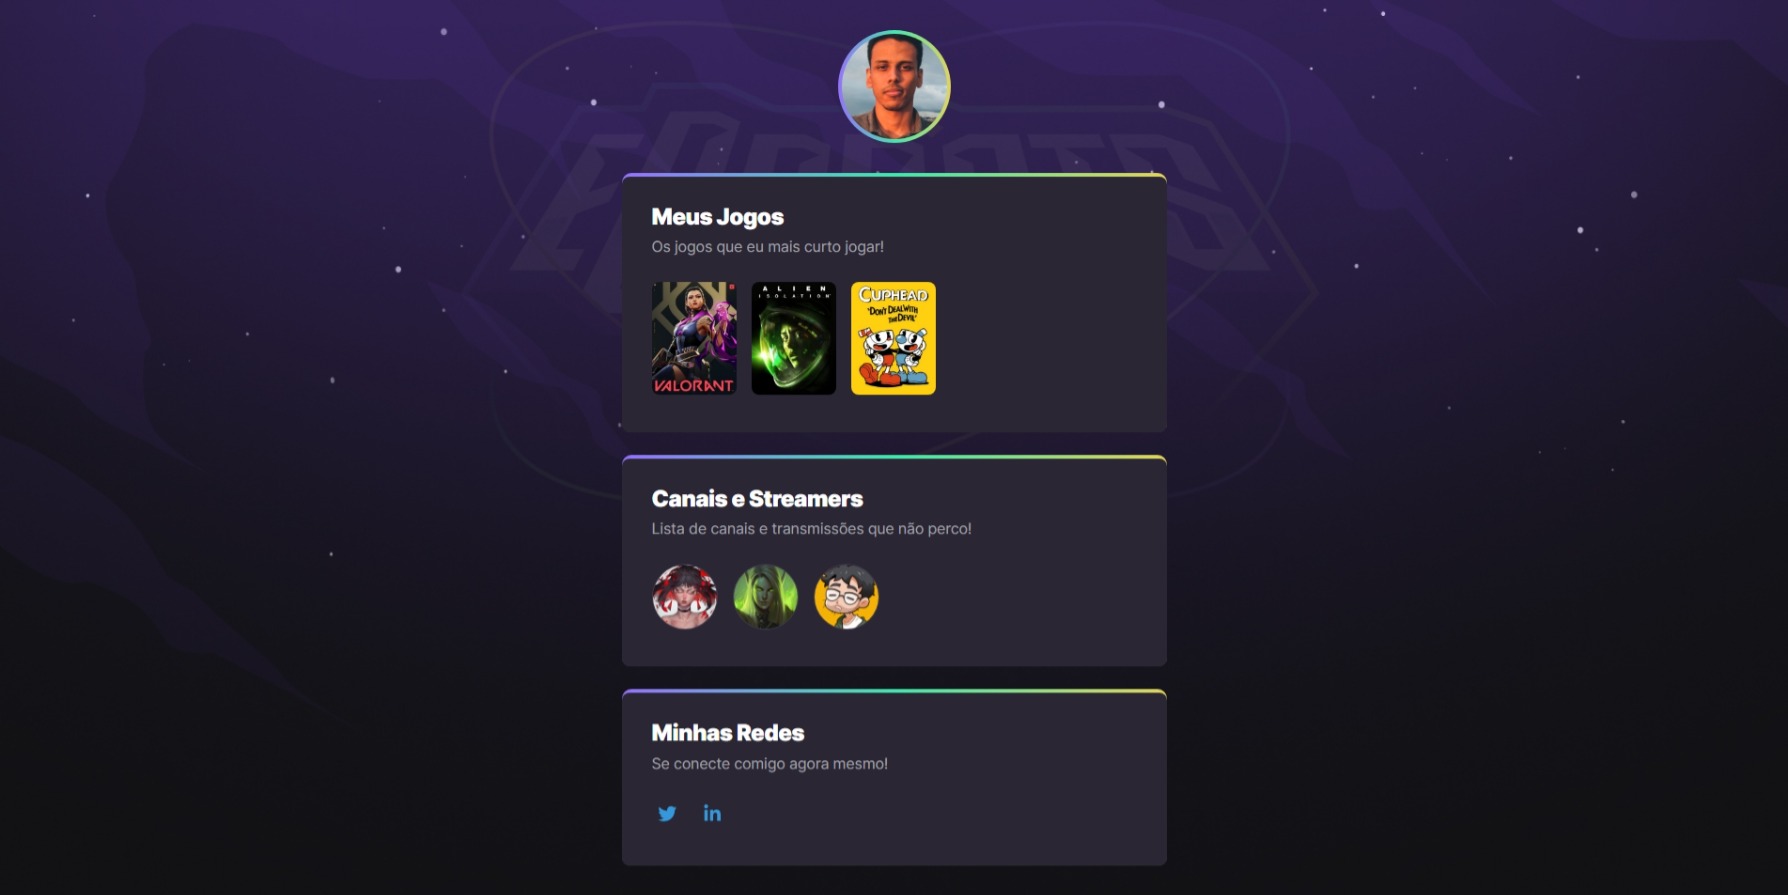 ESPORTS
Meus Jogos
Os jogos que eu mais curto jogar!
VALORANT
ALIEN
ISOLATION
CUPHEAD
"DON'T DEAL WITH
THE DEVIL"
Canais e Streamers
Lista de canais e transmissões que não perco!
Minhas Redes
Se conecte comigo agora mesmo!
in